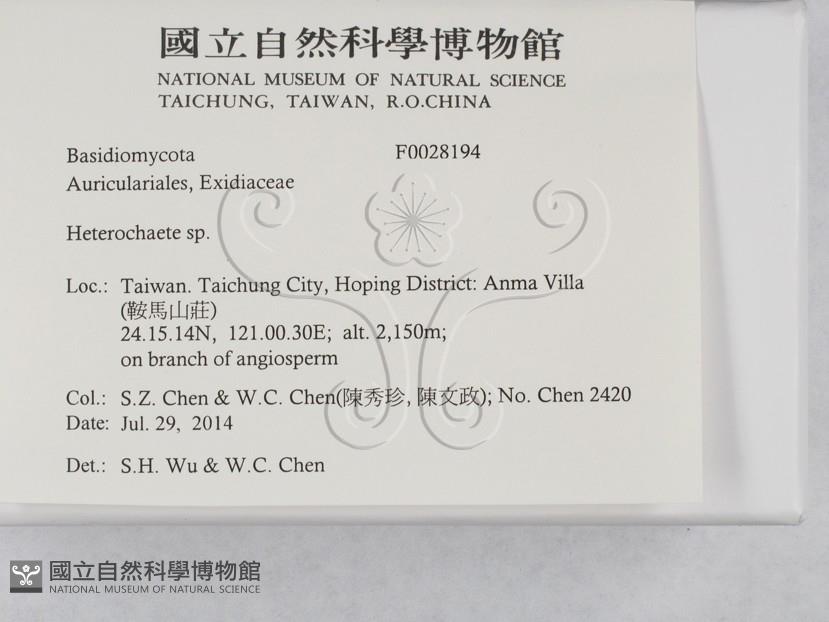 國立自然科學博物館
NATIONAL MUSEUM OF NATURAL SCIENCE
TAICHUNG, TAIWAN, R.O.CHINA
Basidiomycota F0028194
Auriculariales, Exidiaceae
Heterochaete sp.
Loc.: Taiwan. Taichung City, Hoping District: Anma Villa
(鞍馬山莊)
24.15.14N, 121.00.30E; alt. 2,150m;
on branch of angiosperm
Col.: S.Z. Chen & W.C. Chen(陳秀珍, 陳文政); No. Chen 2420
Date: Jul. 29, 2014
Det.: S.H. Wu & W.C. Chen
國立自然科學博物館
NATIONAL MUSEUM OF NATURAL SCIENCE